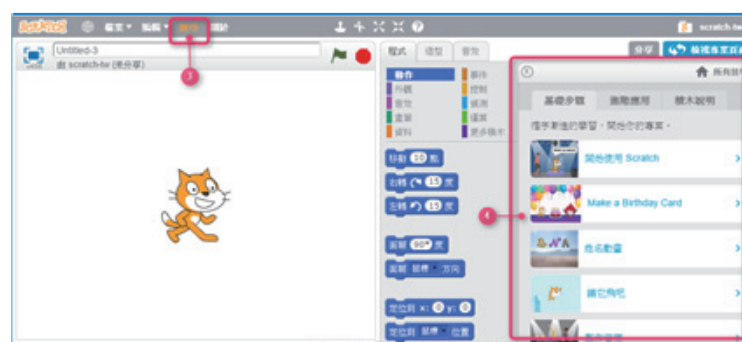 SCRATCH 檔案▼ 編輯▼
scratch-tw
Untitled-3
由 scratch-tw (未分享)
3
程式 造型 音效
分享
動作 事件
外觀 控制
音效 偵測
畫筆 運算
資料 更多積木
移動 10 點
右轉 15 度
左轉 15 度
面朝 90▼ 度
面朝 鼠標▼ 方向
定位到 x: 0 y: 0
定位到 鼠標▼ 位置
4
基礎步驟 進階應用 積木說明
循序漸進的學習，開始你的專案。
開始使用 Scratch
Make a Birthday Card
姓名動畫
讓它飛吧